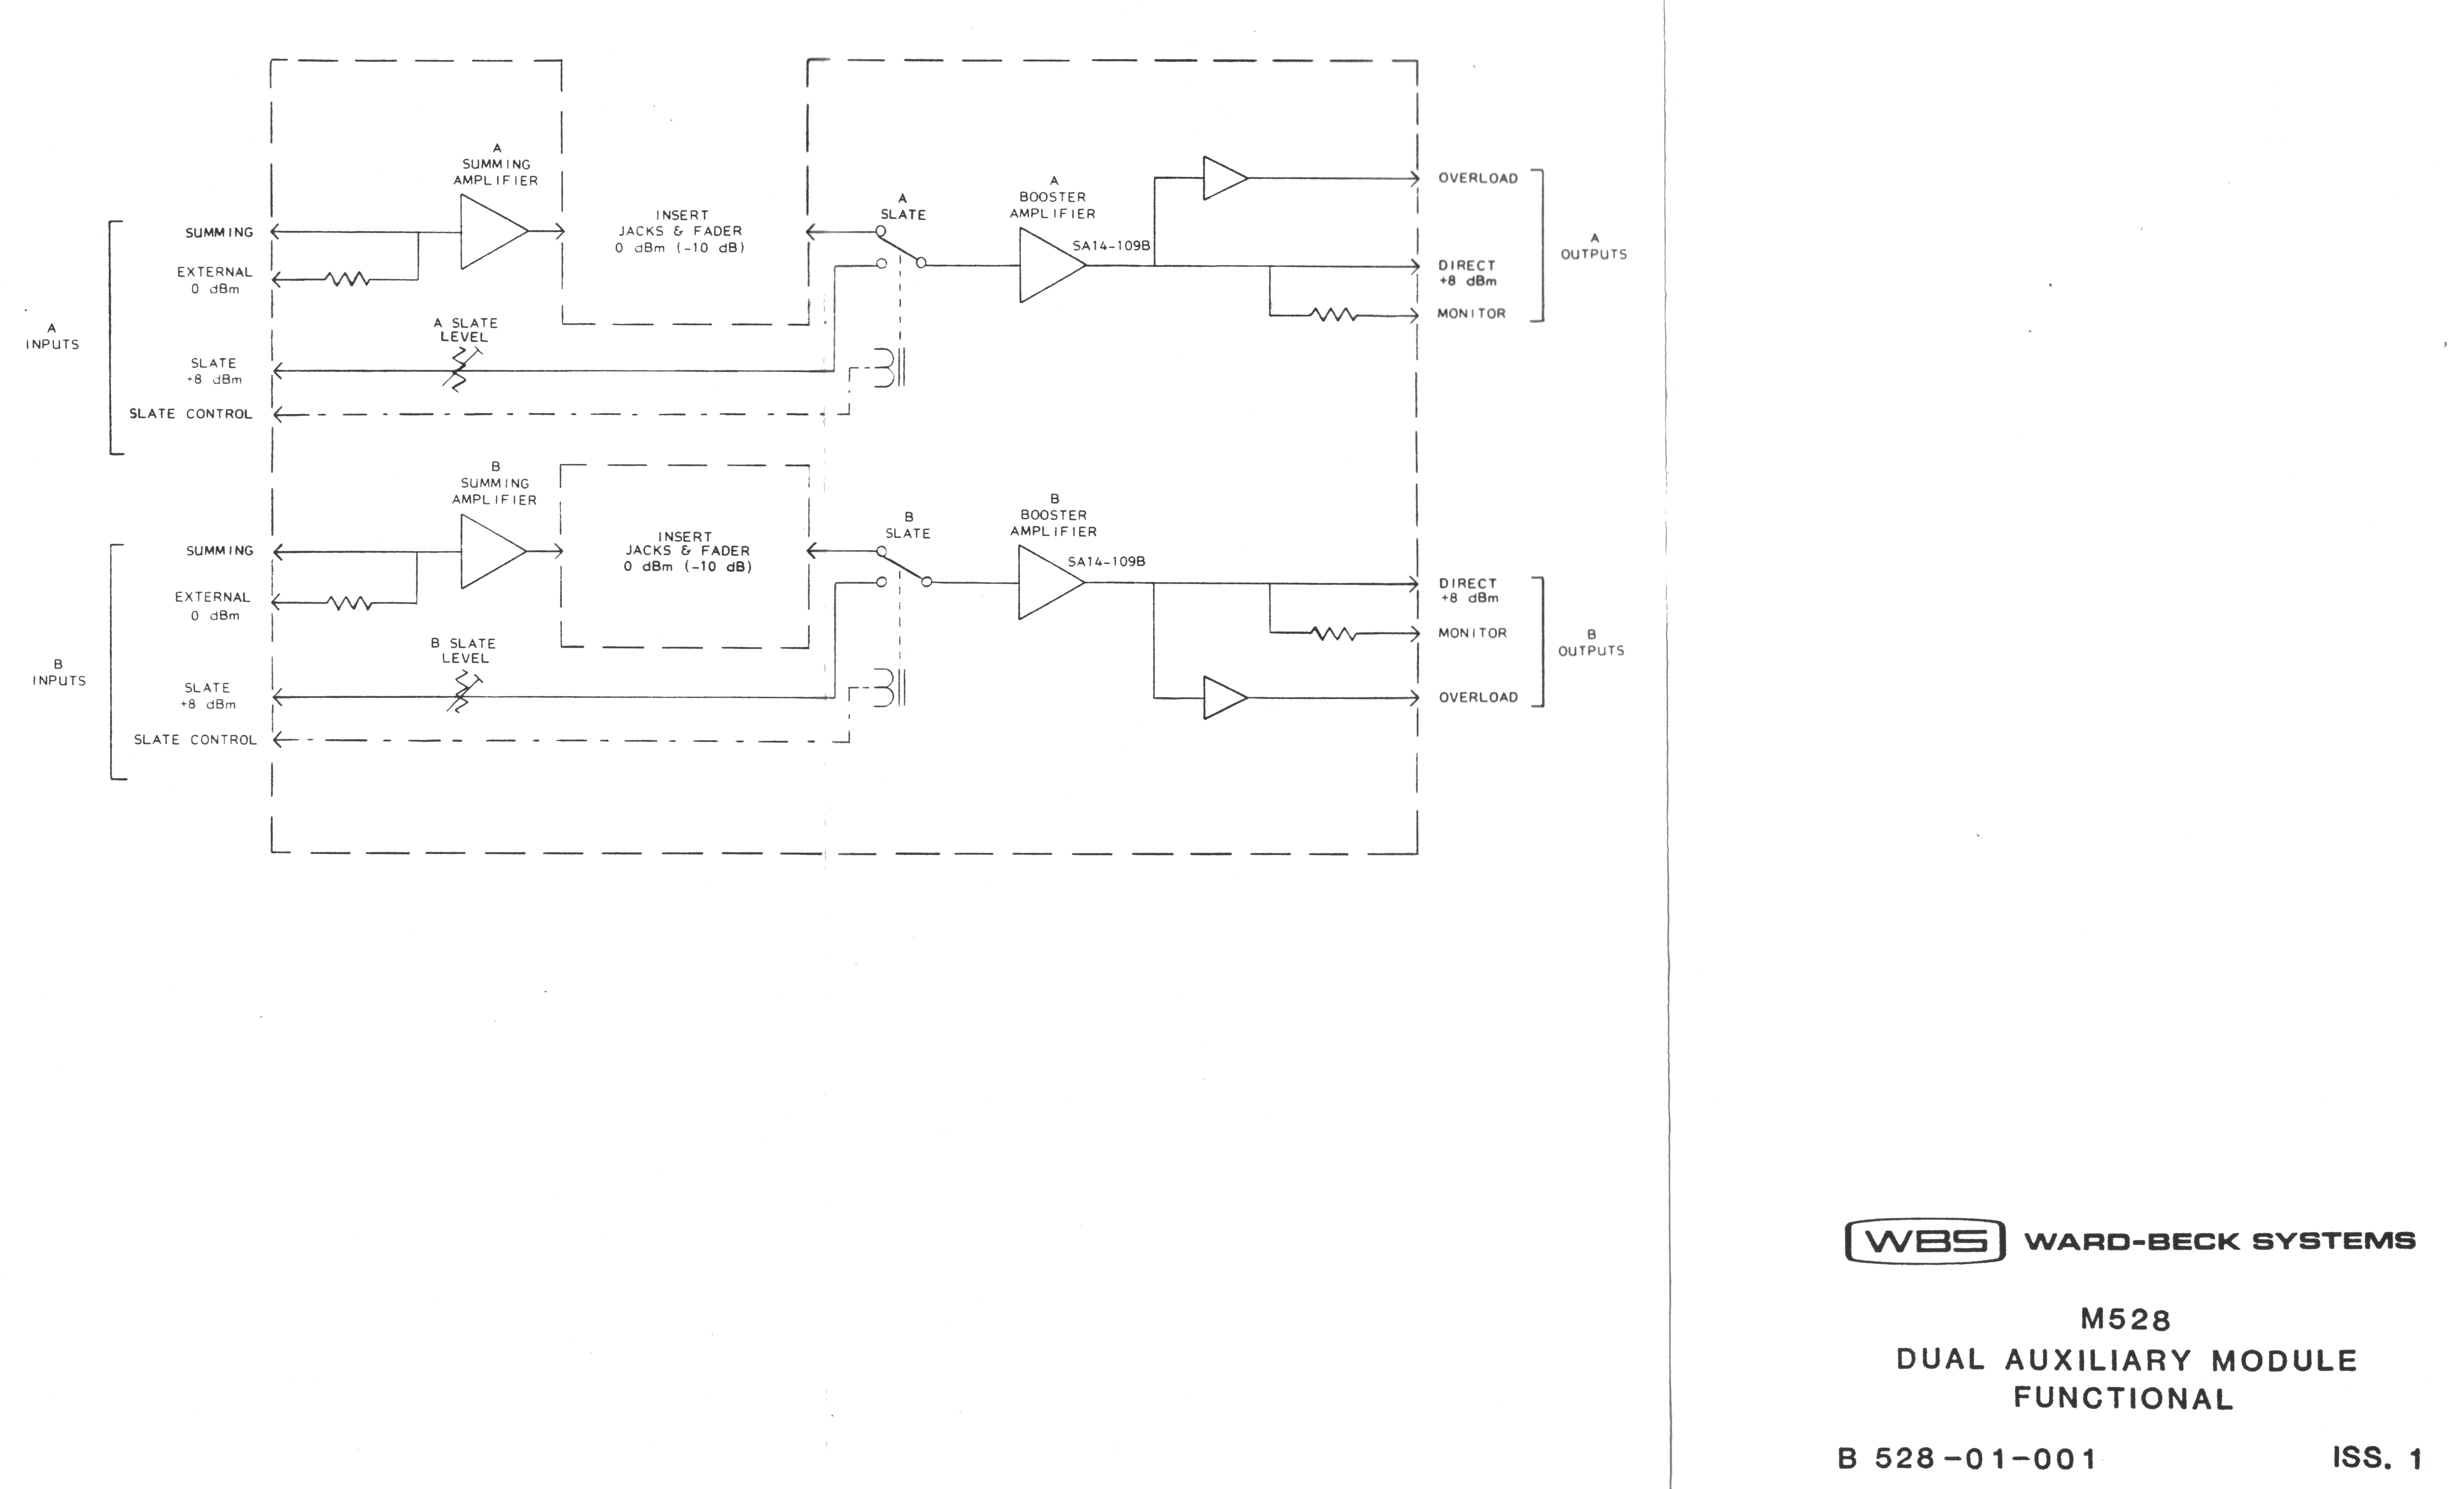 A
SUMMING
AMPLIFIER
A
INPUTS
SUMMING
EXTERNAL
0 dBm
A SLATE
LEVEL
SLATE
+8 dBm
SLATE CONTROL
INSERT
JACKS & FADER
0 dBm (-10 dB)
A
SLATE
A
BOOSTER
AMPLIFIER
SA14-109B
OVERLOAD
DIRECT
+8 dBm
MONITOR
A
OUTPUTS
B
SUMMING
AMPLIFIER
B
INPUTS
SUMMING
EXTERNAL
0 dBm
B SLATE
LEVEL
SLATE
+8 dBm
SLATE CONTROL
INSERT
JACKS & FADER
0 dBm (-10 dB)
B
SLATE
B
BOOSTER
AMPLIFIER
SA14-109B
DIRECT
+8 dBm
MONITOR
OVERLOAD
B
OUTPUTS
WBS WARD-BECK SYSTEMS
M528
DUAL AUXILIARY MODULE
FUNCTIONAL
B 528-01-001 ISS. 1